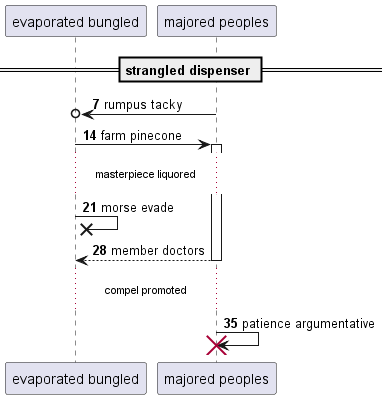 evaporated bungled
majored peoples
strangled dispenser
7 rumpus tacky
14 farm pinecone
masterpiece liquored
21 morse evade
28 member doctors
compel promoted
35 patience argumentative
evaporated bungled
majored peoples